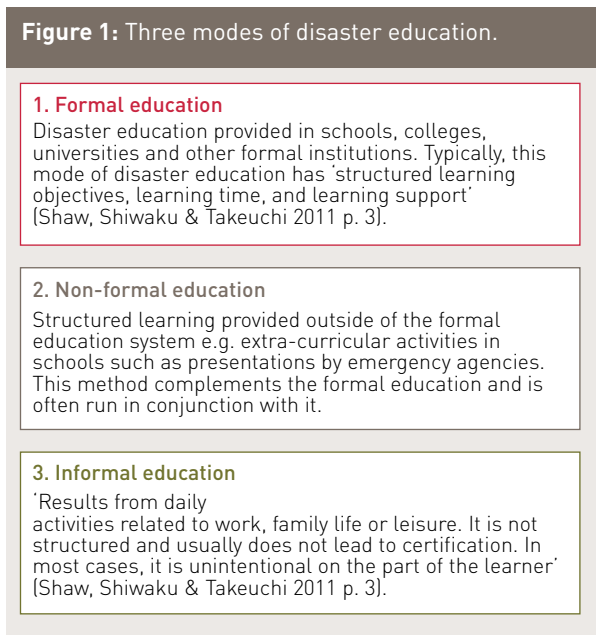 Figure 1: Three modes of disaster education.
1. Formal education
Disaster education provided in schools, colleges,
universities and other formal institutions. Typically, this
mode of disaster education has ‘structured learning
objectives, learning time, and learning support’
(Shaw, Shiwaku & Takeuchi 2011 p. 3).
2. Non-formal education
Structured learning provided outside of the formal
education system e.g. extra-curricular activities in
schools such as presentations by emergency agencies.
This method complements the formal education and is
often run in conjunction with it.
3. Informal education
‘Results from daily
activities related to work, family life or leisure. It is not
structured and usually does not lead to certification. In
most cases, it is unintentional on the part of the learner’
(Shaw, Shiwaku & Takeuchi 2011 p. 3).